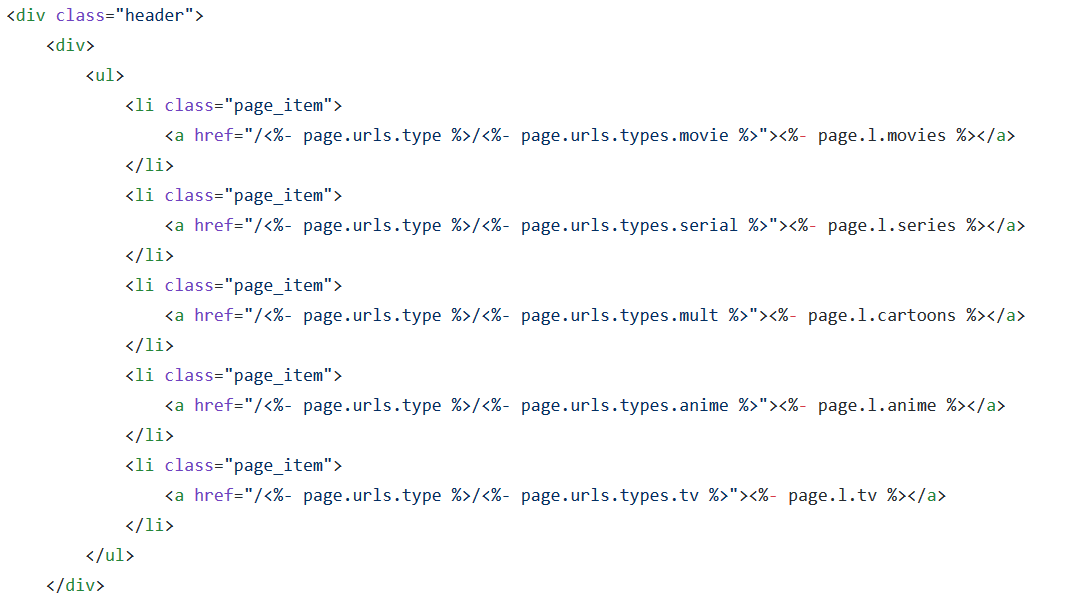 <div class="header">
    <div>
        <ul>
            <li class="page_item">
                <a href="/<%- page.urls.type %>/<%- page.urls.types.movie %>"><%- page.l.movies %></a>
            </li>
            <li class="page_item">
                <a href="/<%- page.urls.type %>/<%- page.urls.types.serial %>"><%- page.l.series %></a>
            </li>
            <li class="page_item">
                <a href="/<%- page.urls.type %>/<%- page.urls.types.mult %>"><%- page.l.cartoons %></a>
            </li>
            <li class="page_item">
                <a href="/<%- page.urls.type %>/<%- page.urls.types.anime %>"><%- page.l.anime %></a>
            </li>
            <li class="page_item">
                <a href="/<%- page.urls.type %>/<%- page.urls.types.tv %>"><%- page.l.tv %></a>
            </li>
        </ul>
    </div>